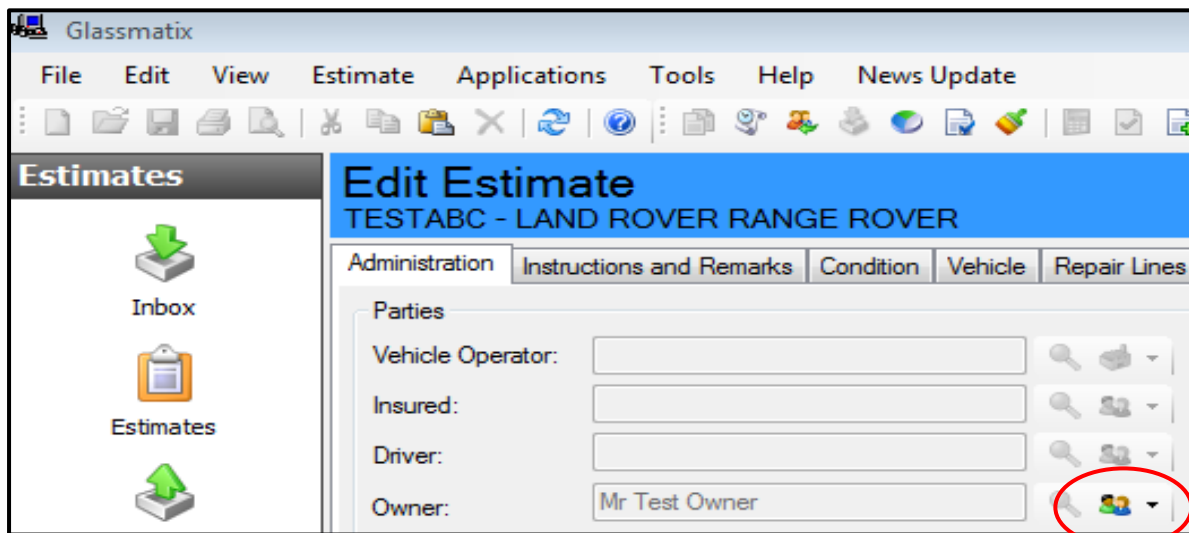 Glassmatix
File Edit View Estimate Applications Tools Help News Update
Estimates
Edit Estimate
TESTABC - LAND ROVER RANGE ROVER
Administration Instructions and Remarks Condition Vehicle Repair Lines
Inbox
Parties
Vehicle Operator:
Insured:
Estimates
Driver:
Owner: Mr Test Owner